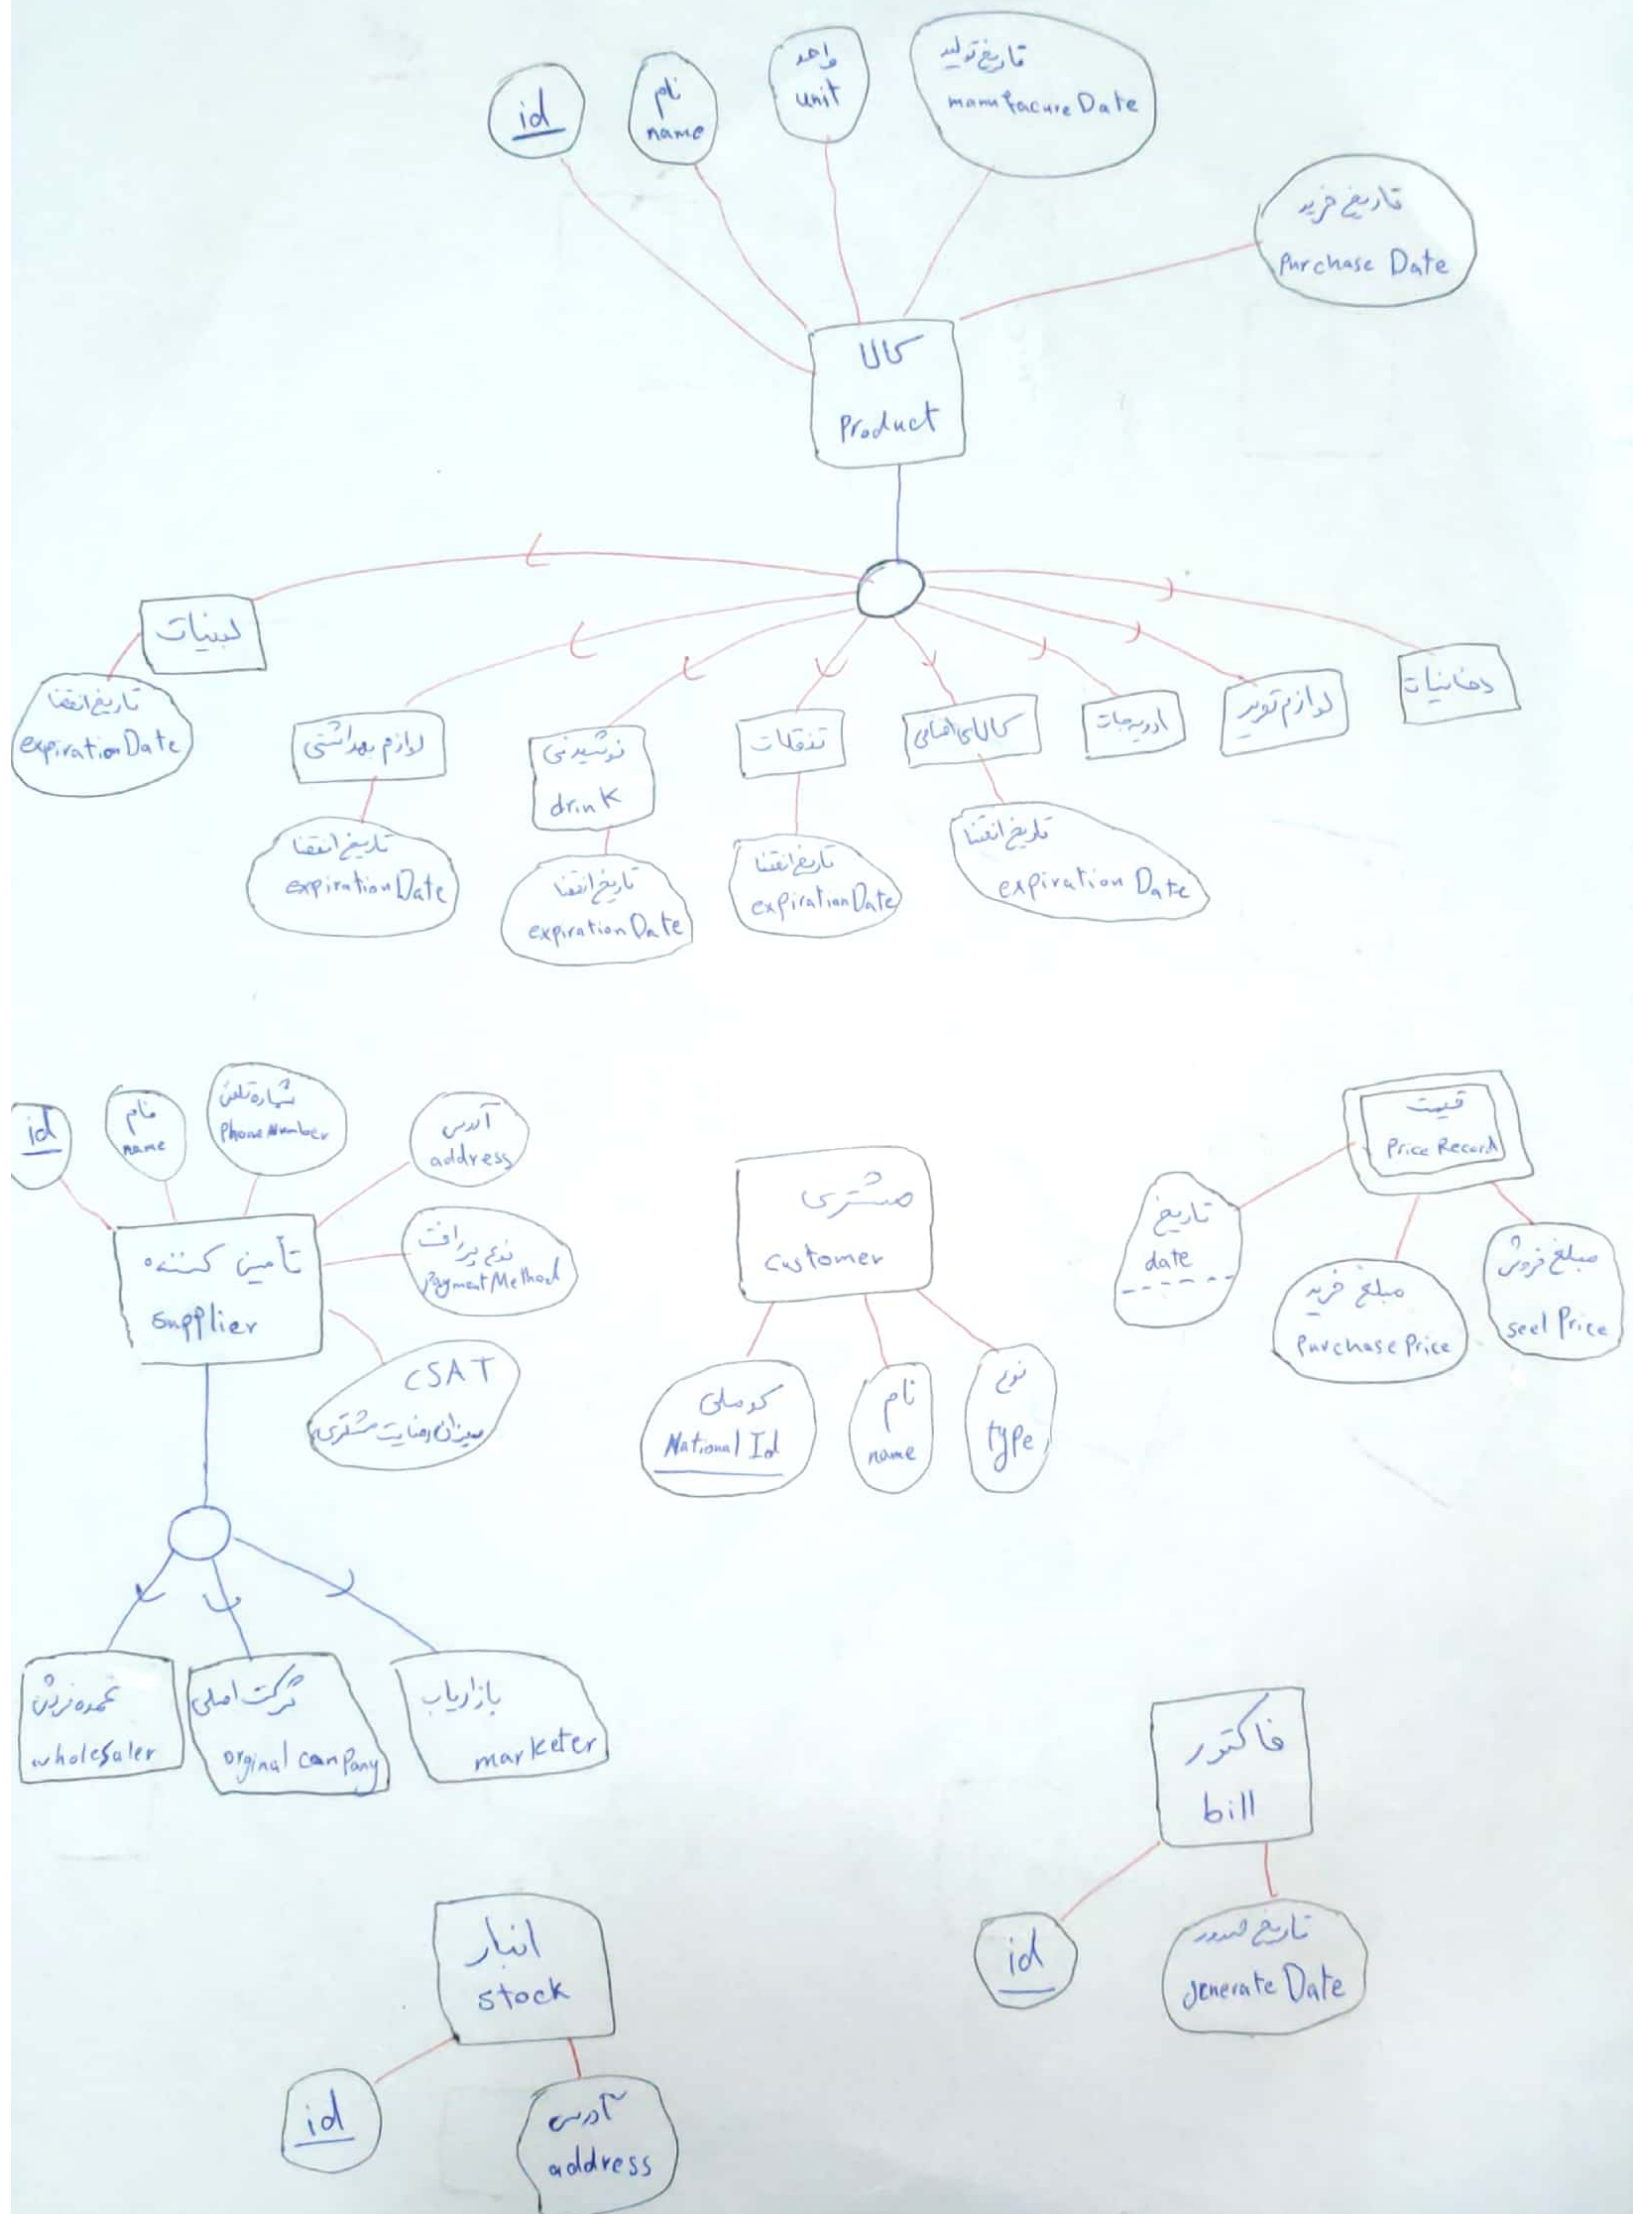 id
نام
name
واحد
unit
تاریخ تولید
manufacure Date
تاریخ خرید
Purchase Date
کالا
Product
لبنیات
تاریخ انقضا
expiration Date
لوازم بهداشتی
تاریخ انقضا
expiration Date
نوشیدنی
drink
تاریخ انقضا
expiration Date
تنقلات
تاریخ انقضا
expiration Date
کالای اساسی
تاریخ انقضا
expiration Date
ادویه جات
لوازم تحریر
دخانیات
id
نام
name
شماره تلفن
Phone Number
آدرس
address
تأمین کننده
supplier
نوع پرداخت
Payment Method
CSAT
میزان رضایت مشتری
عمده فروش
wholesaler
شرکت اصلی
orginal company
بازاریاب
marketer
مشتری
customer
کد ملی
National Id
نام
name
نوع
type
قیمت
Price Record
تاریخ
date
مبلغ خرید
Purchase Price
مبلغ فروش
seel Price
فاکتور
bill
id
تاریخ صدور
generate Date
انبار
stock
id
آدرس
address